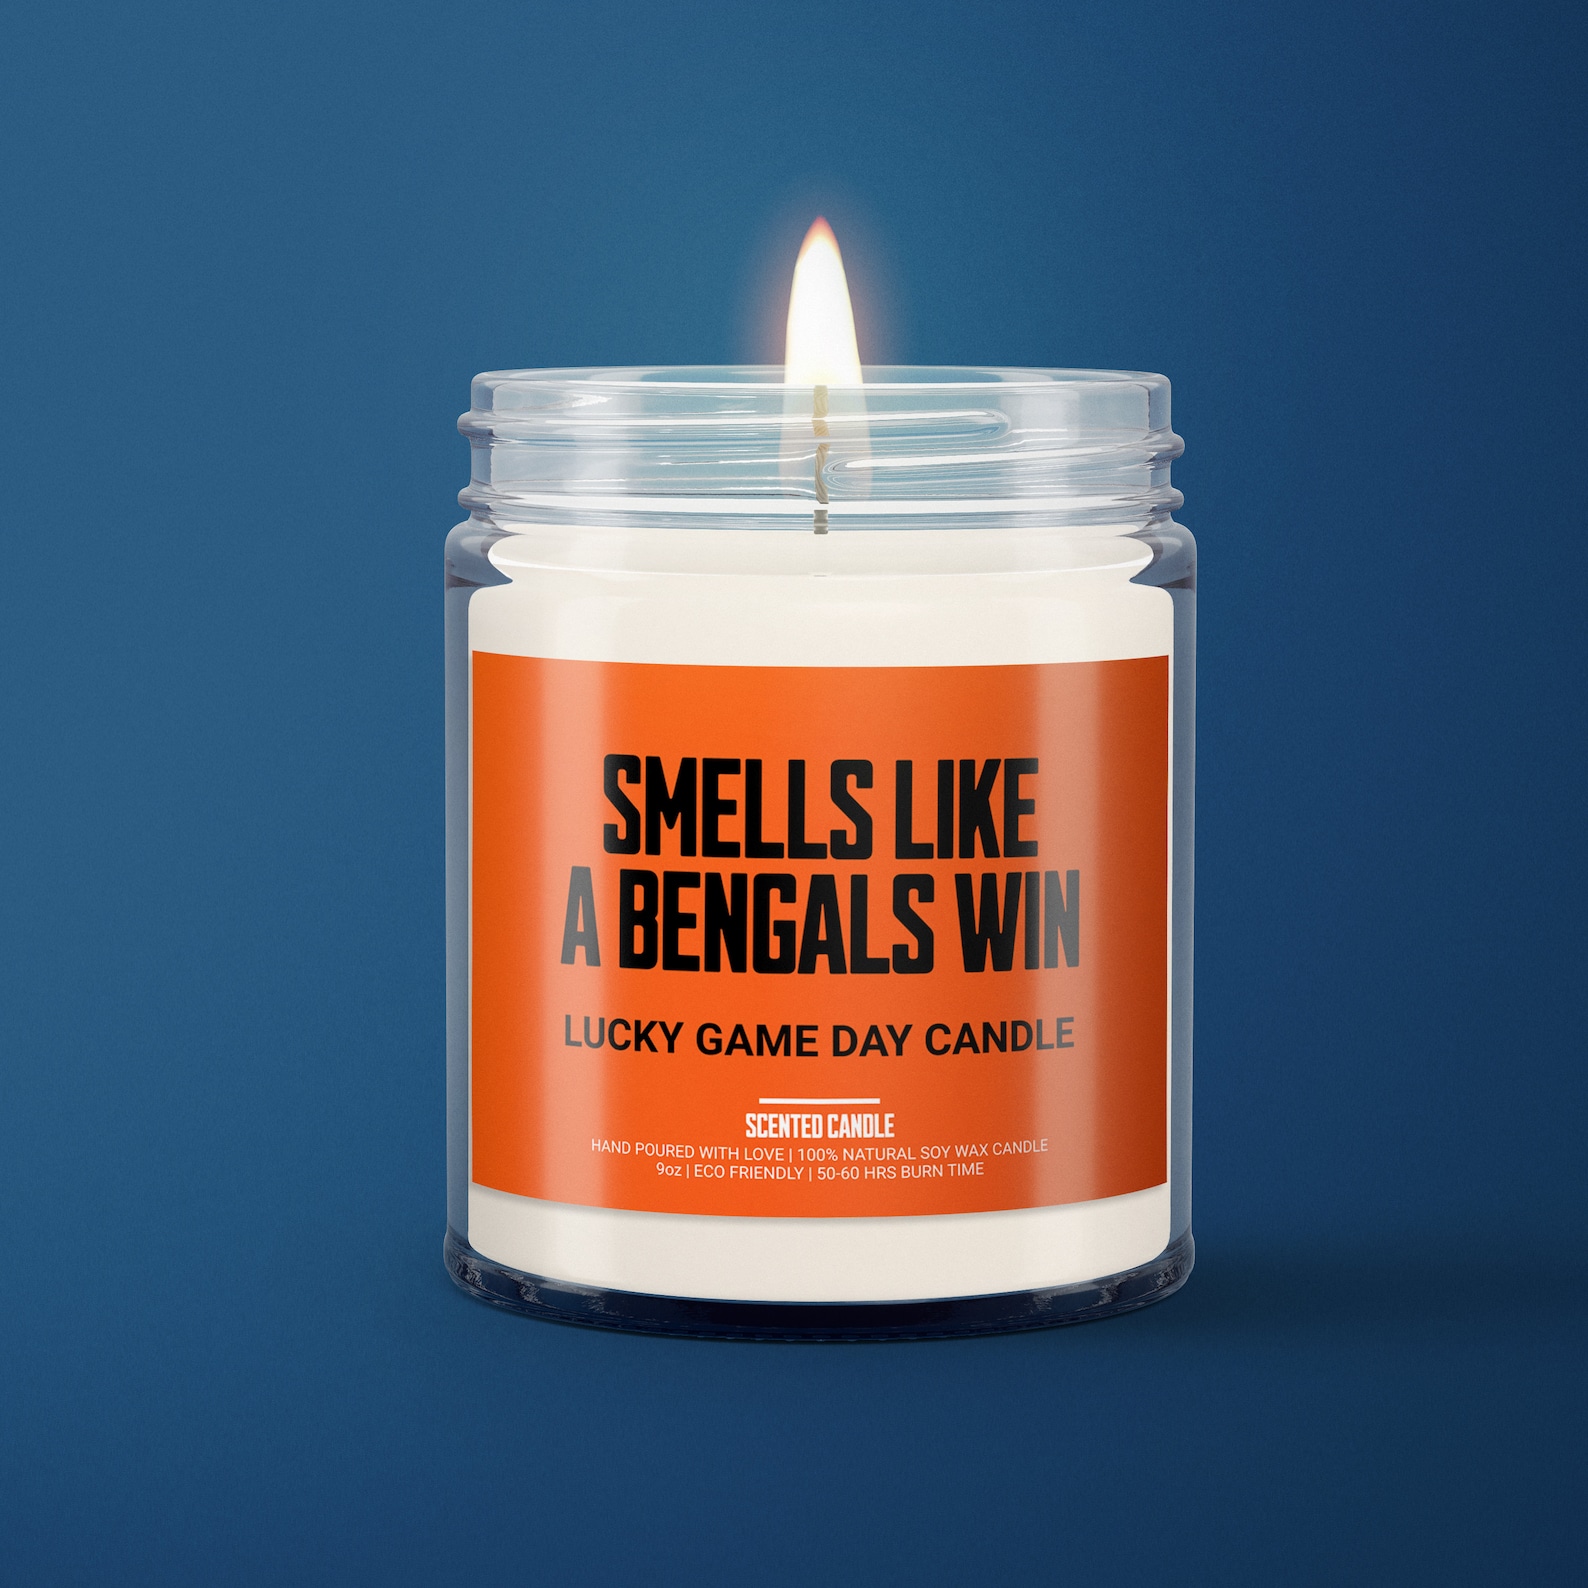 SMELLS LIKE
A BENGALS WIN
LUCKY GAME DAY CANDLE
SCENTED CANDLE
HAND POURED WITH LOVE | 100% NATURAL SOY WAX CANDLE
9oz | ECO FRIENDLY | 50-60 HRS BURN TIME